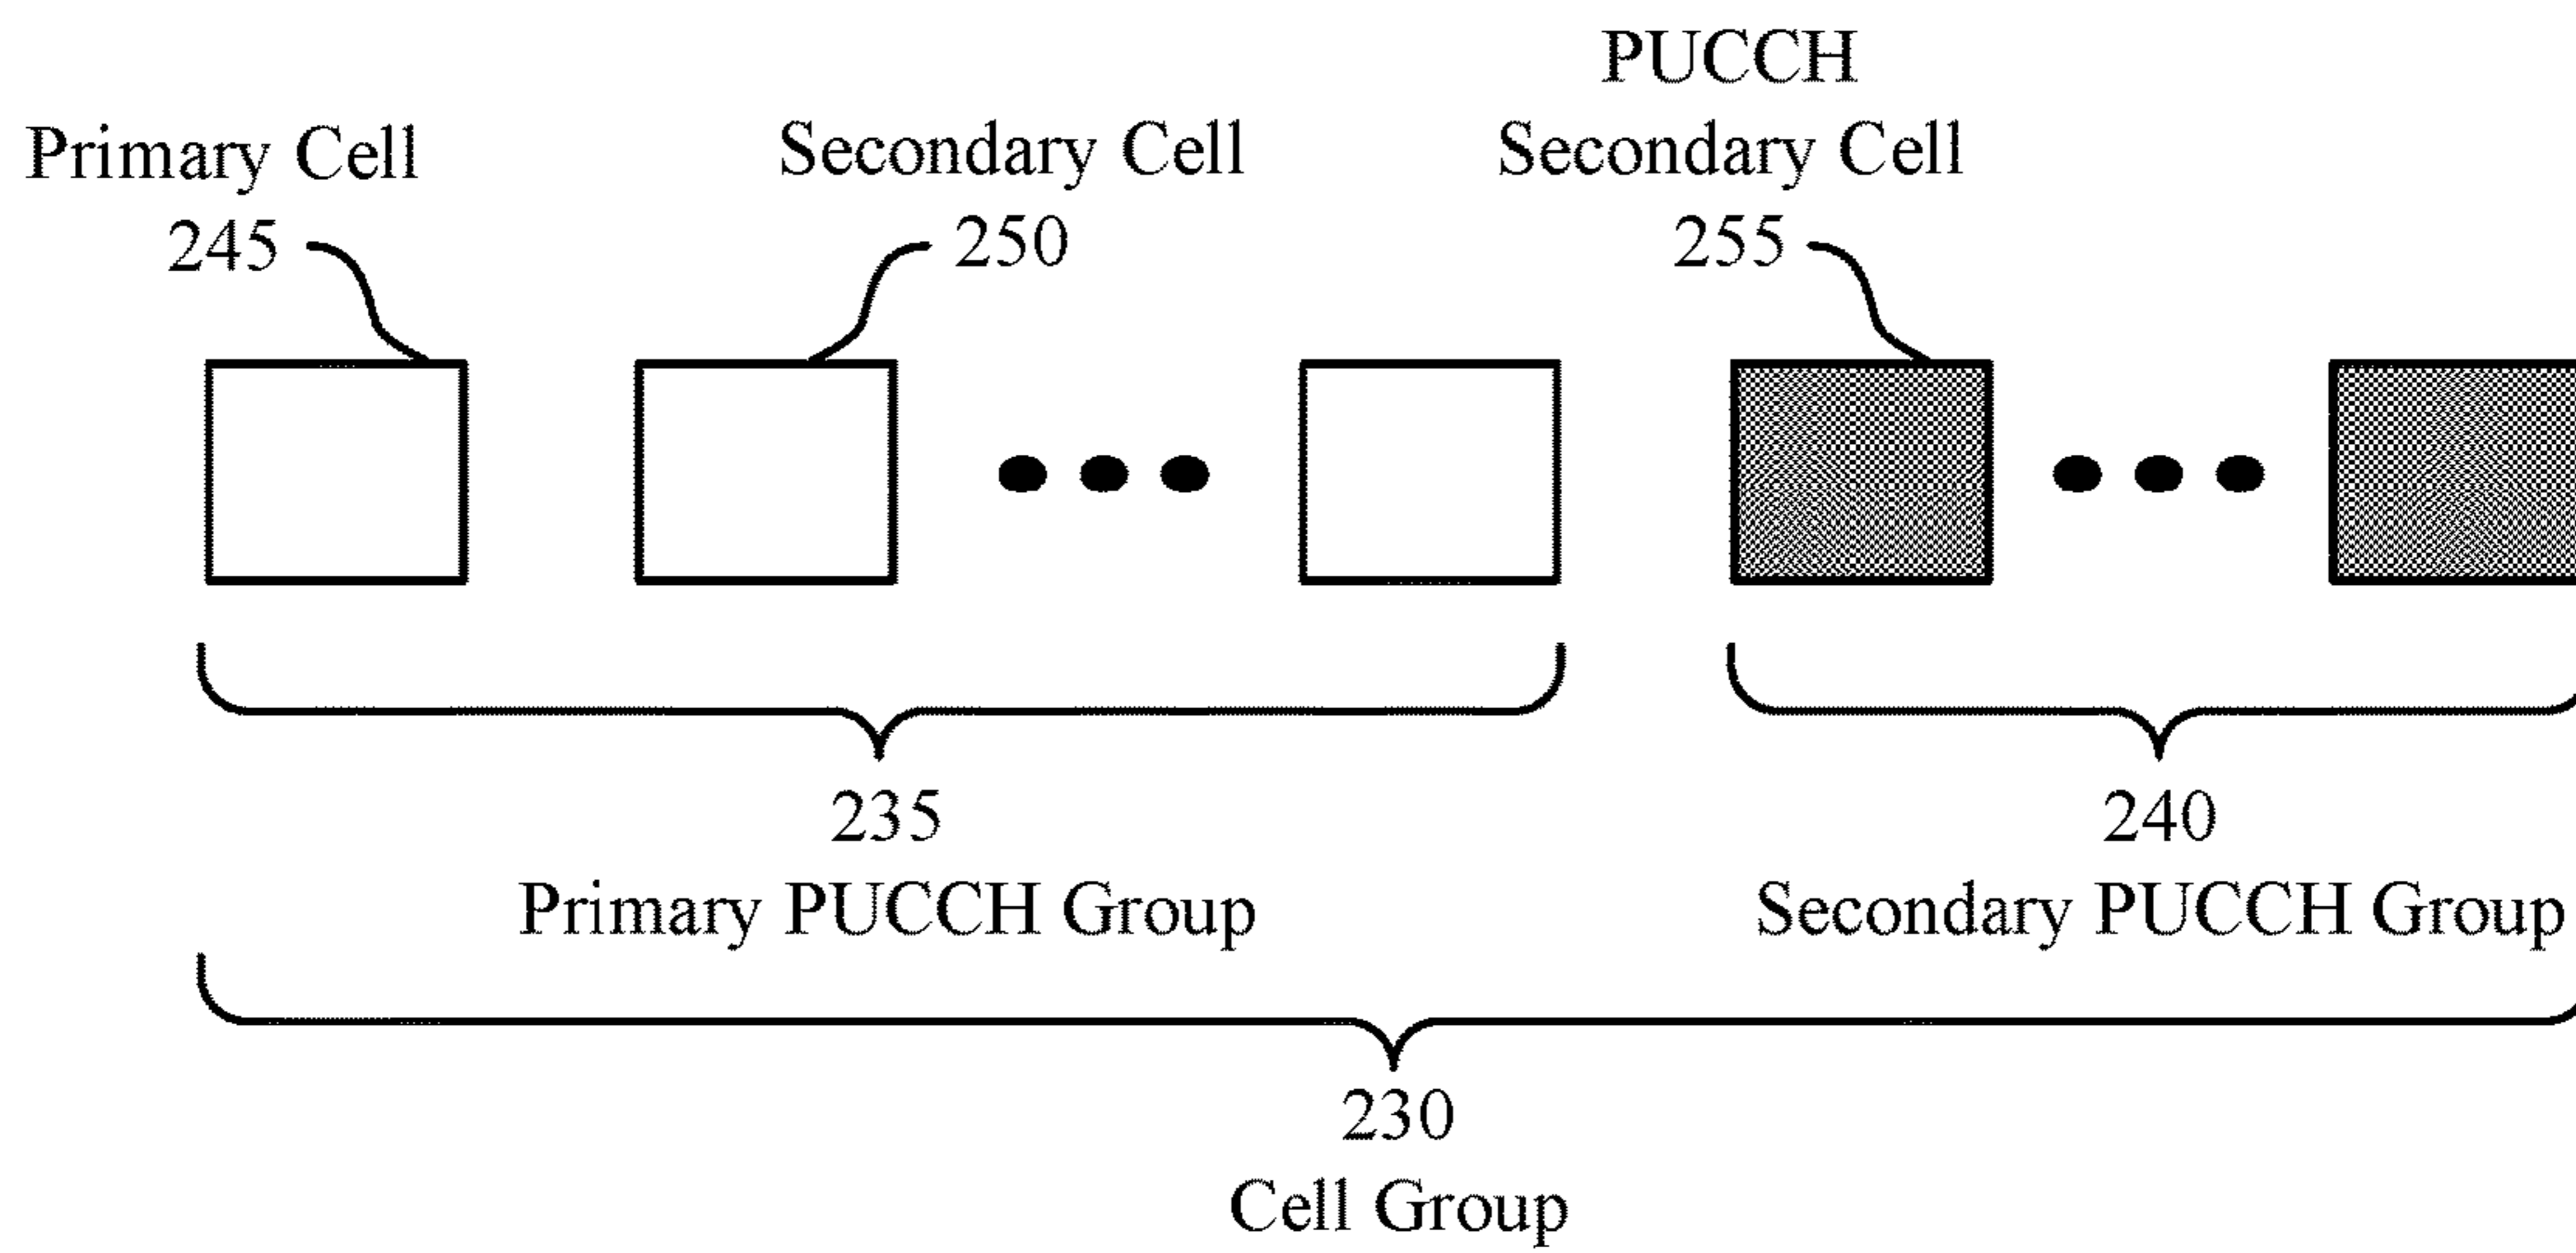 Primary Cell
245
Secondary Cell
250
PUCCH
Secondary Cell
255
235
Primary PUCCH Group
240
Secondary PUCCH Group
230
Cell Group